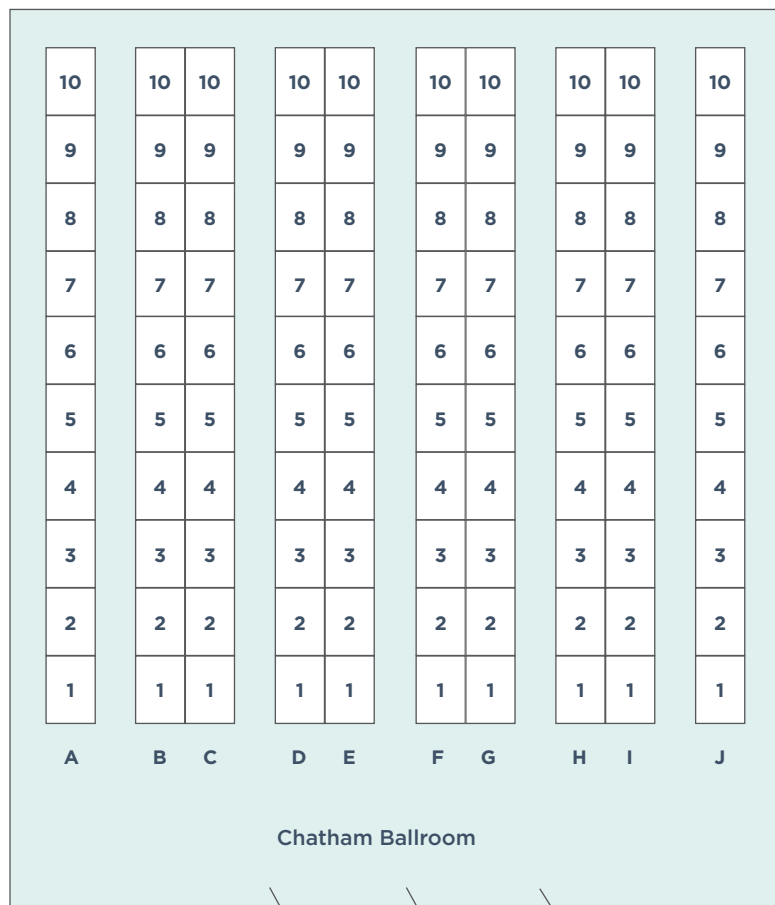 10 10 10 10 10 10 10 10 10 10
9 9 9 9 9 9 9 9 9 9
8 8 8 8 8 8 8 8 8 8
7 7 7 7 7 7 7 7 7 7
6 6 6 6 6 6 6 6 6 6
5 5 5 5 5 5 5 5 5 5
4 4 4 4 4 4 4 4 4 4
3 3 3 3 3 3 3 3 3 3
2 2 2 2 2 2 2 2 2 2
1 1 1 1 1 1 1 1 1 1
A B C D E F G H I J
Chatham Ballroom